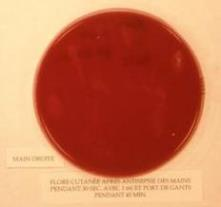 MAIN DROITE
FLORE CUTANÉE APRÈS ANTISEPSIE DES MAINS
PENDANT 30 SEC. AVEC 3 ml ET PORT DE GANTS
PENDANT 45 MIN.